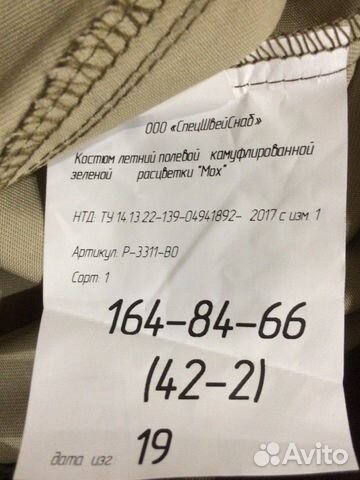 ООО «СпецШвейСнаб»
Костюм летний полевой камуфлированной
зеленой расцветки "Мох"
НТД: ТУ 14.13.22-139-04941892- 2017 с изм. 1
Артикул: Р-3311-ВО
Сорт: 1
164-84-66
(42-2)
дата изг: 19
Avito